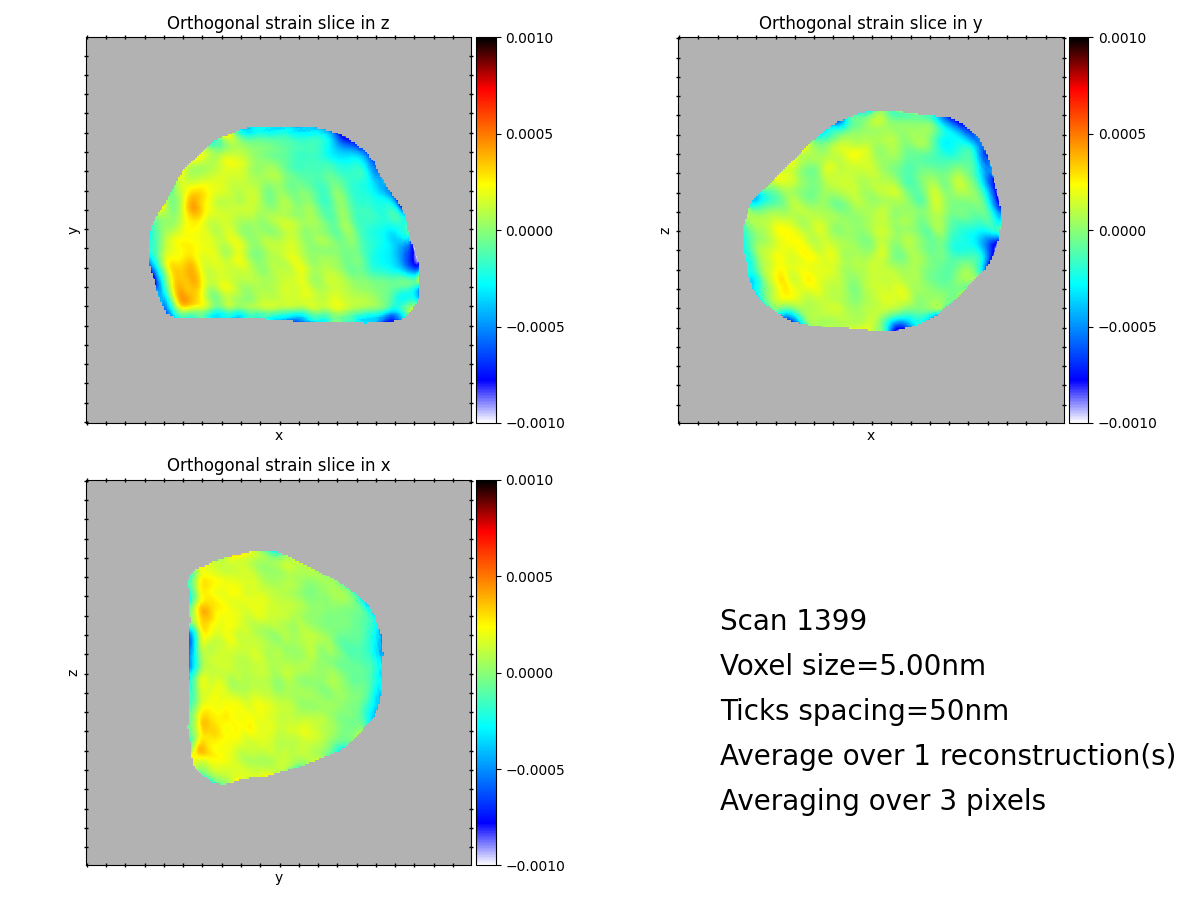 Orthogonal strain slice in z
0.0010
0.0005
0.0000
−0.0005
−0.0010
y
x
Orthogonal strain slice in y
0.0010
0.0005
0.0000
−0.0005
−0.0010
z
x
Orthogonal strain slice in x
0.0010
0.0005
0.0000
−0.0005
−0.0010
z
y
Scan 1399
Voxel size=5.00nm
Ticks spacing=50nm
Average over 1 reconstruction(s)
Averaging over 3 pixels